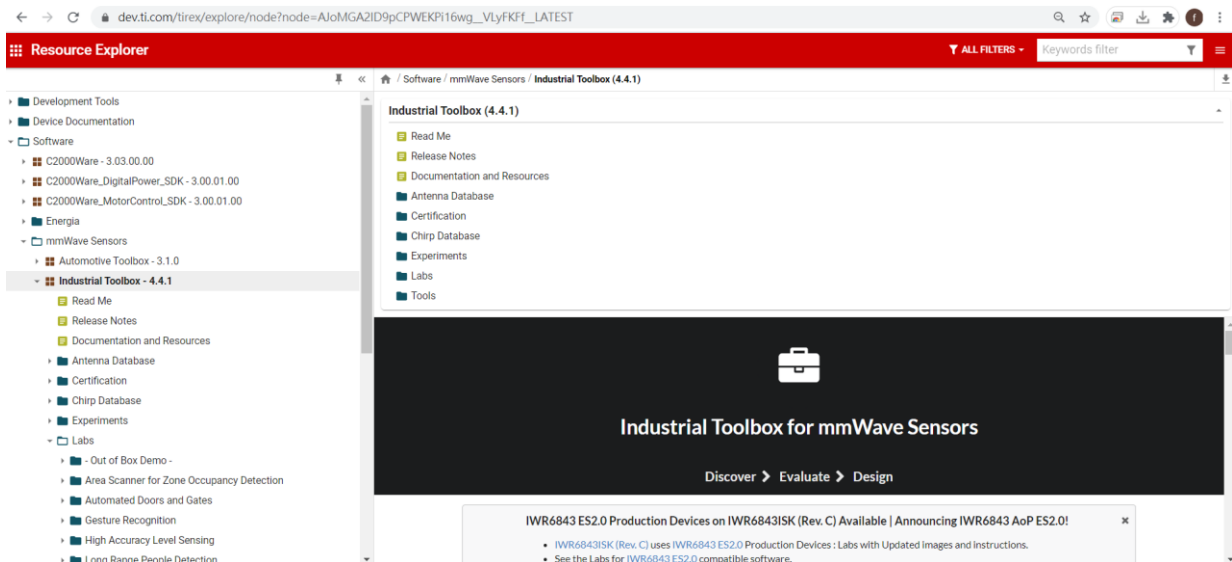 dev.ti.com/tirex/explore/node?node=AJoMGA2ID9pCPWEKPi16wg__VLyFKFf__LATEST
f
Resource Explorer
ALL FILTERS
Keywords filter
/ Software / mmWave Sensors / Industrial Toolbox (4.4.1)
Development Tools
Device Documentation
Software
C2000Ware - 3.03.00.00
C2000Ware_DigitalPower_SDK - 3.00.01.00
C2000Ware_MotorControl_SDK - 3.00.01.00
Energia
mmWave Sensors
Automotive Toolbox - 3.1.0
Industrial Toolbox - 4.4.1
Read Me
Release Notes
Documentation and Resources
Antenna Database
Certification
Chirp Database
Experiments
Labs
- Out of Box Demo -
Area Scanner for Zone Occupancy Detection
Automated Doors and Gates
Gesture Recognition
High Accuracy Level Sensing
Long Range People Detection
Industrial Toolbox (4.4.1)
Read Me
Release Notes
Documentation and Resources
Antenna Database
Certification
Chirp Database
Experiments
Labs
Tools
Industrial Toolbox for mmWave Sensors
Discover > Evaluate > Design
IWR6843 ES2.0 Production Devices on IWR6843ISK (Rev. C) Available | Announcing IWR6843 AoP ES2.0!
• IWR6843ISK (Rev. C) uses IWR6843 ES2.0 Production Devices : Labs with Updated images and instructions.
• See the Labs for IWR6843 ES2.0 compatible software.